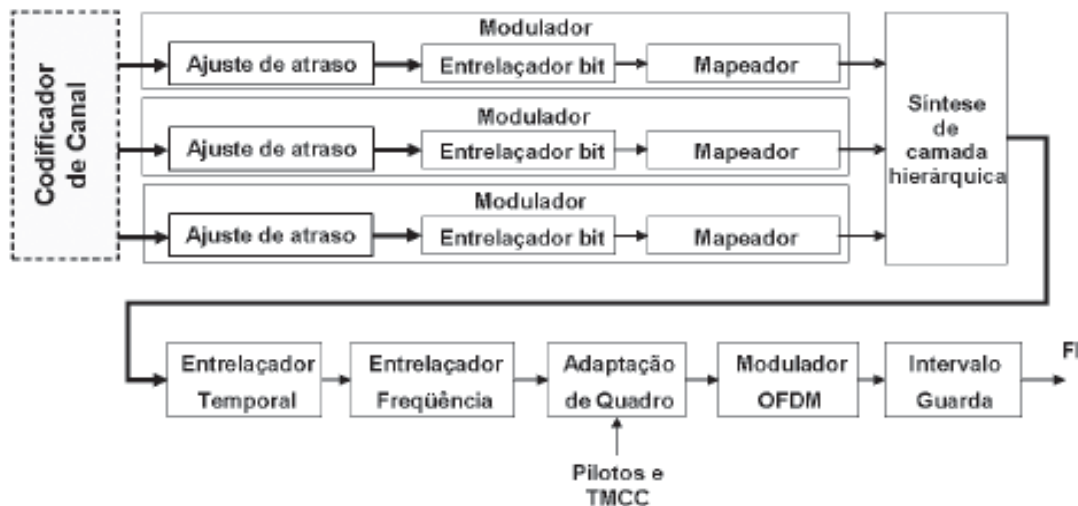 Codificador
de Canal
Modulador
Ajuste de atraso
Entrelaçador bit
Mapeador
Modulador
Ajuste de atraso
Entrelaçador bit
Mapeador
Modulador
Ajuste de atraso
Entrelaçador bit
Mapeador
Síntese
de
camada
hierárquica
Entrelaçador
Temporal
Entrelaçador
Freqüência
Adaptação
de Quadro
Modulador
OFDM
Intervalo
Guarda
Pilotos e
TMCC